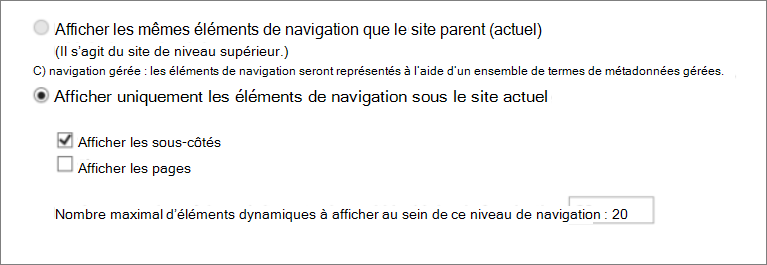 Afficher les mêmes éléments de navigation que le site parent (actuel)
(Il s’agit du site de niveau supérieur.)
C) navigation gérée : les éléments de navigation seront représentés à l’aide d’un ensemble de termes de métadonnées gérées.
Afficher uniquement les éléments de navigation sous le site actuel
Afficher les sous-côtés
Afficher les pages
Nombre maximal d’éléments dynamiques à afficher au sein de ce niveau de navigation : 20